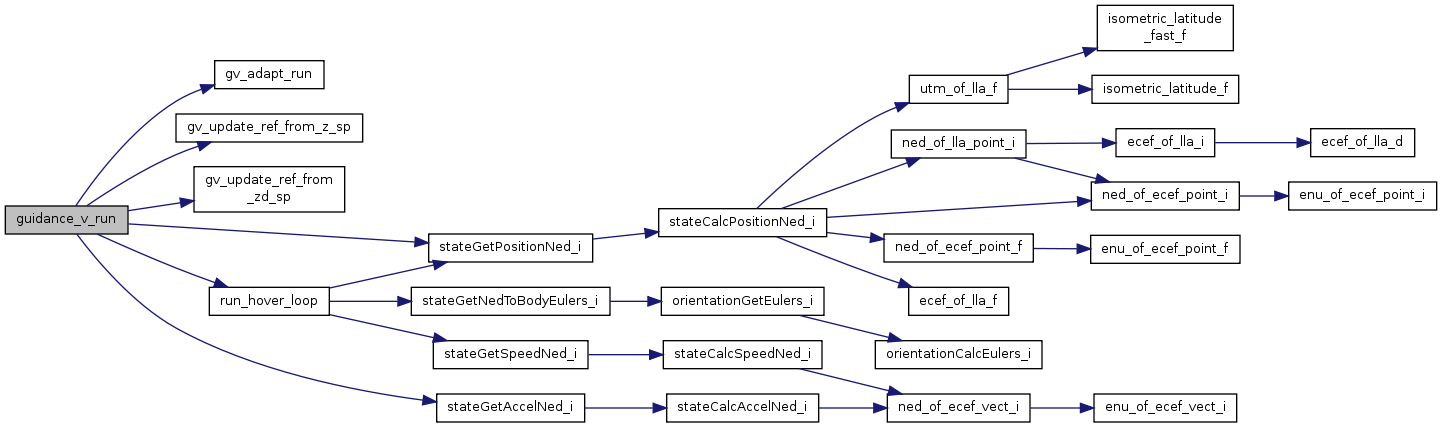 guidance_v_run
gv_adapt_run
gv_update_ref_from_z_sp
gv_update_ref_from
_zd_sp
stateGetPositionNed_i
run_hover_loop
stateGetNedToBodyEulers_i
stateGetSpeedNed_i
stateGetAccelNed_i
stateCalcPositionNed_i
orientationGetEulers_i
stateCalcSpeedNed_i
stateCalcAccelNed_i
utm_of_lla_f
ned_of_lla_point_i
ned_of_ecef_point_f
ecef_of_lla_f
orientationCalcEulers_i
ned_of_ecef_vect_i
isometric_latitude
_fast_f
isometric_latitude_f
ecef_of_lla_i
ned_of_ecef_point_i
enu_of_ecef_point_f
enu_of_ecef_vect_i
ecef_of_lla_d
enu_of_ecef_point_i